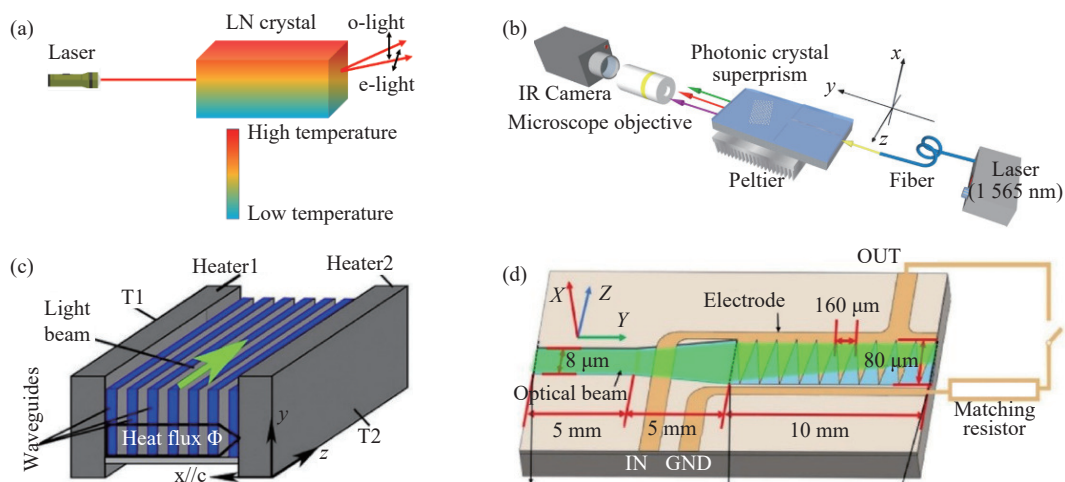 (a)
LN crystal
o-light
Laser
e-light
High temperature
Low temperature
(b)
Photonic crystal
superprism
x
y
z
IR Camera
Microscope objective
Peltier
Fiber
Laser
(1 565 nm)
(c)
Heater1
Heater2
T1
Light
beam
Waveguides
Heat flux Φ
y
z
T2
x//c
(d)
OUT
X
Z
Y
Electrode
160 μm
8 μm
80 μm
Optical beam
5 mm
5 mm
10 mm
Matching
resistor
IN
GND